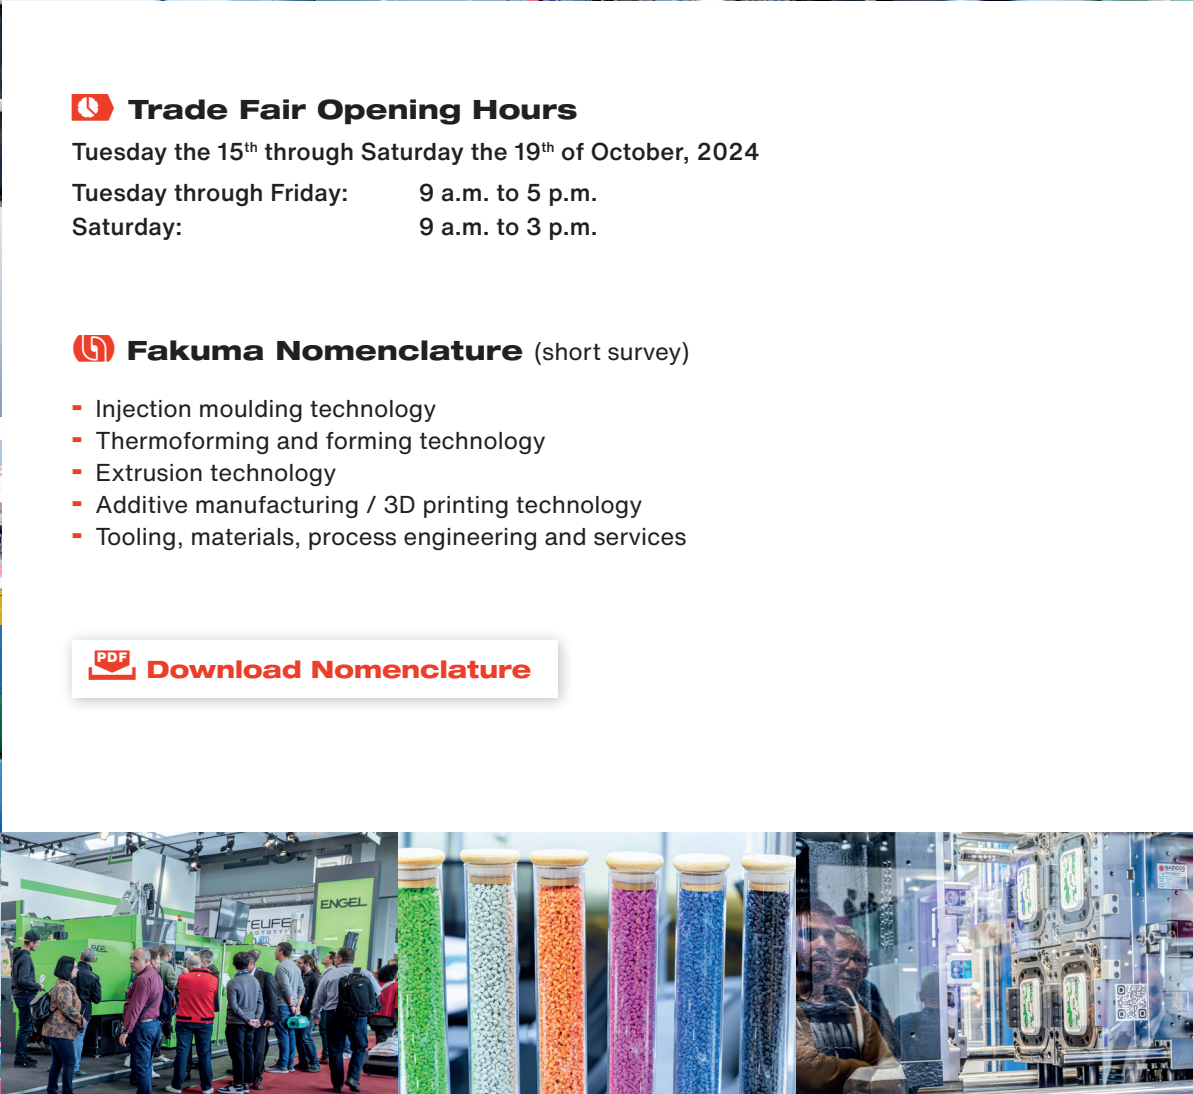 Trade Fair Opening Hours
Tuesday the 15th through Saturday the 19th of October, 2024
Tuesday through Friday: 9 a.m. to 5 p.m.
Saturday: 9 a.m. to 3 p.m.
Fakuma Nomenclature (short survey)
- Injection moulding technology
- Thermoforming and forming technology
- Extrusion technology
- Additive manufacturing / 3D printing technology
- Tooling, materials, process engineering and services
PDF
Download Nomenclature
ENGEL
ENGEL